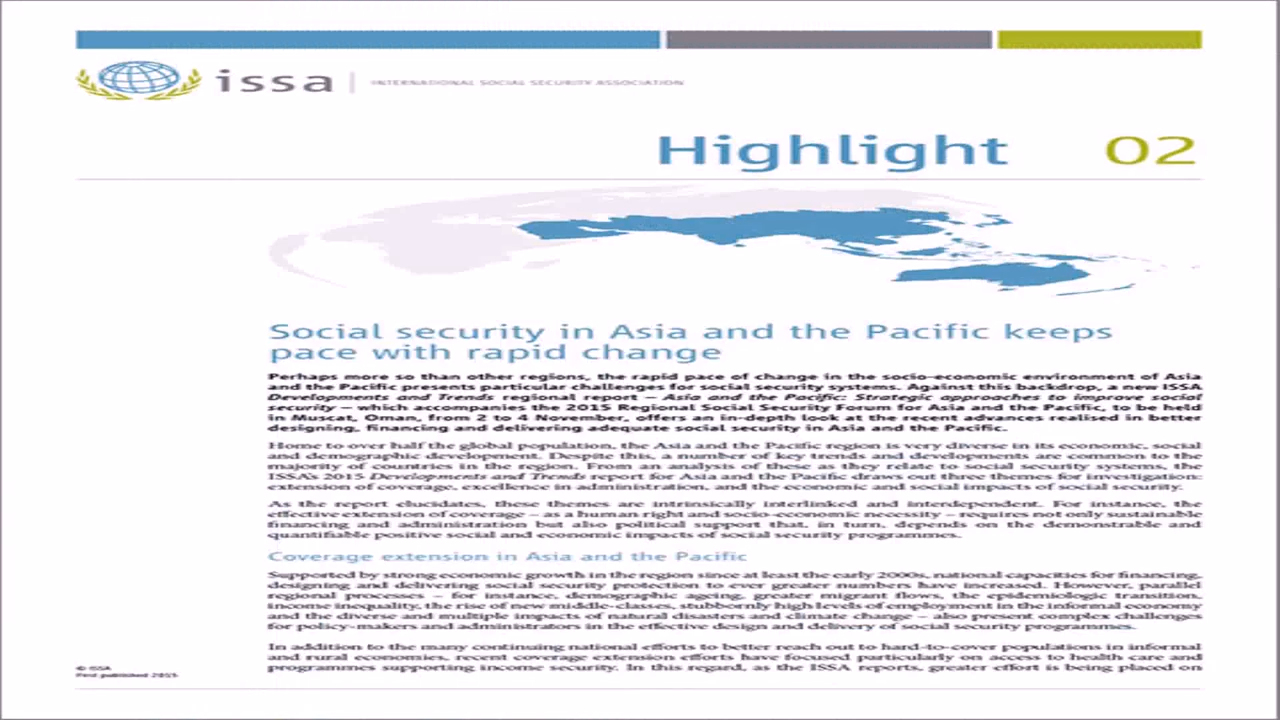 issa | INTERNATIONAL SOCIAL SECURITY ASSOCIATION
Highlight 02
Social security in Asia and the Pacific keeps
pace with rapid change
Perhaps more so than other regions, the rapid pace of change in the socio-economic environment of Asia
and the Pacific presents particular challenges for social security systems. Against this backdrop, a new ISSA
Developments and Trends regional report – Asia and the Pacific: Strategic approaches to improve social
security – which accompanies the 2015 Regional Social Security Forum for Asia and the Pacific, to be held
in Muscat, Oman, from 2 to 4 November, offers an in-depth look at the recent advances realised in better
designing, financing and delivering adequate social security in Asia and the Pacific.
Home to over half the global population, the Asia and the Pacific region is very diverse in its economic, social
and demographic development. Despite this, a number of key trends and developments are common to the
majority of countries in the region. From an analysis of these as they relate to social security systems, the
ISSA's 2015 Developments and Trends report for Asia and the Pacific draws out three themes for investigation:
extension of coverage, excellence in administration, and the economic and social impacts of social security.
As the report elucidates, these themes are intrinsically interlinked and interdependent. For instance, the
effective extension of coverage – as a human right and socio-economic necessity – requires not only sustainable
financing and administration but also political support that, in turn, depends on the demonstrable and
quantifiable positive social and economic impacts of social security programmes.
Coverage extension in Asia and the Pacific
Supported by strong economic growth in the region since at least the early 2000s, national capacities for financing,
designing and delivering social security protection to ever greater numbers have increased. However, parallel
regional processes – for instance, demographic ageing, greater migrant flows, the epidemiologic transition,
income inequality, the rise of new middle-classes, stubbornly high levels of employment in the informal economy
and the diverse and multiple impacts of natural disasters and climate change – also present complex challenges
for policy-makers and administrators in the effective design and delivery of social security programmes.
In addition to the many continuing national efforts to better reach out to hard-to-cover populations in informal
and rural economies, recent coverage extension efforts have focused particularly on access to health care and
programmes supporting income security. In this regard, as the ISSA reports, greater effort is being placed on
© ISSA
First published 2015